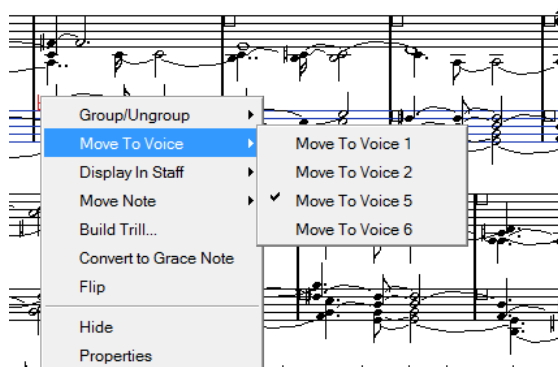 Group/Ungroup
Move To Voice
Display In Staff
Move Note
Build Trill...
Convert to Grace Note
Flip
Hide
Properties
Move To Voice 1
Move To Voice 2
Move To Voice 5
Move To Voice 6